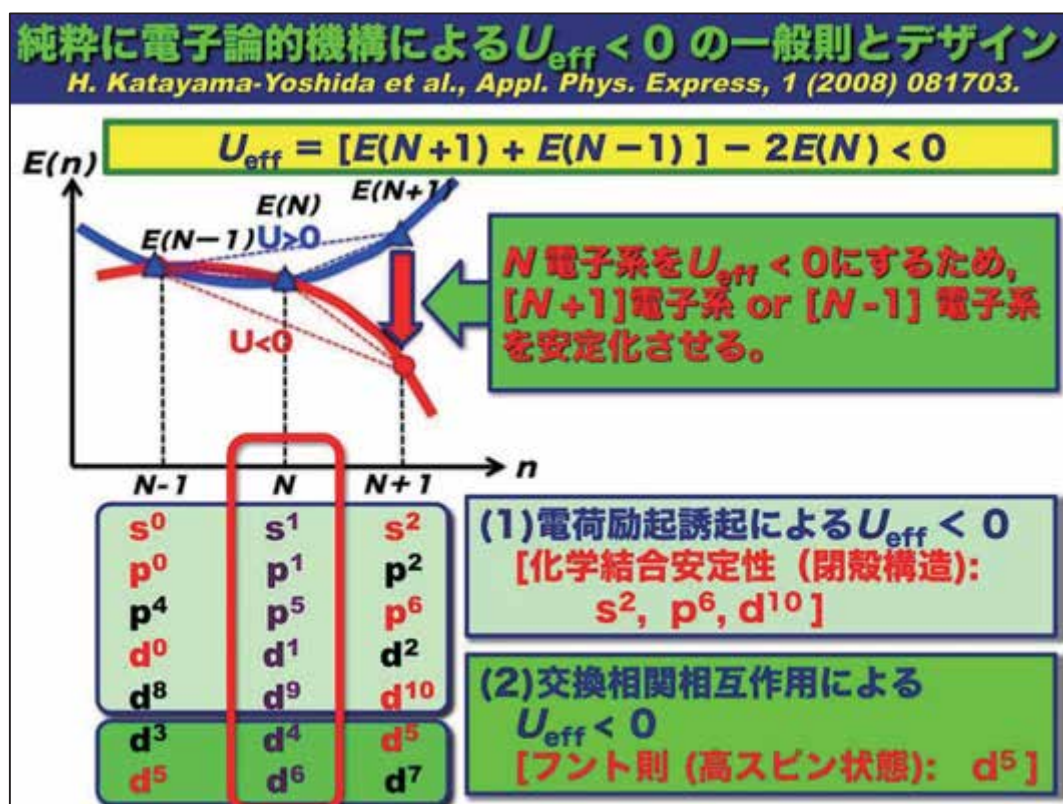 純粋に電子論的機構によるUeff < 0 の一般則とデザイン
H. Katayama-Yoshida et al., Appl. Phys. Express, 1 (2008) 081703.
Ueff = [E(N+1) + E(N−1) ] − 2E(N) < 0
E(n)
E(N+1)
E(N)
E(N−1)
U>0
U<0
N 電子系をUeff < 0にするため,
[N+1]電子系 or [N-1] 電子系
を安定化させる。
n
N-1 N N+1
s⁰ s¹ s²
p⁰ p¹ p²
p⁴ p⁵ p⁶
d⁰ d¹ d²
d⁸ d⁹ d¹⁰
d³ d⁴ d⁵
d⁵ d⁶ d⁷
(1)電荷励起誘起によるUeff < 0
[化学結合安定性（閉殻構造):
s², p⁶, d¹⁰ ]
(2)交換相関相互作用による
Ueff < 0
[フント則 (高スピン状態): d⁵ ]